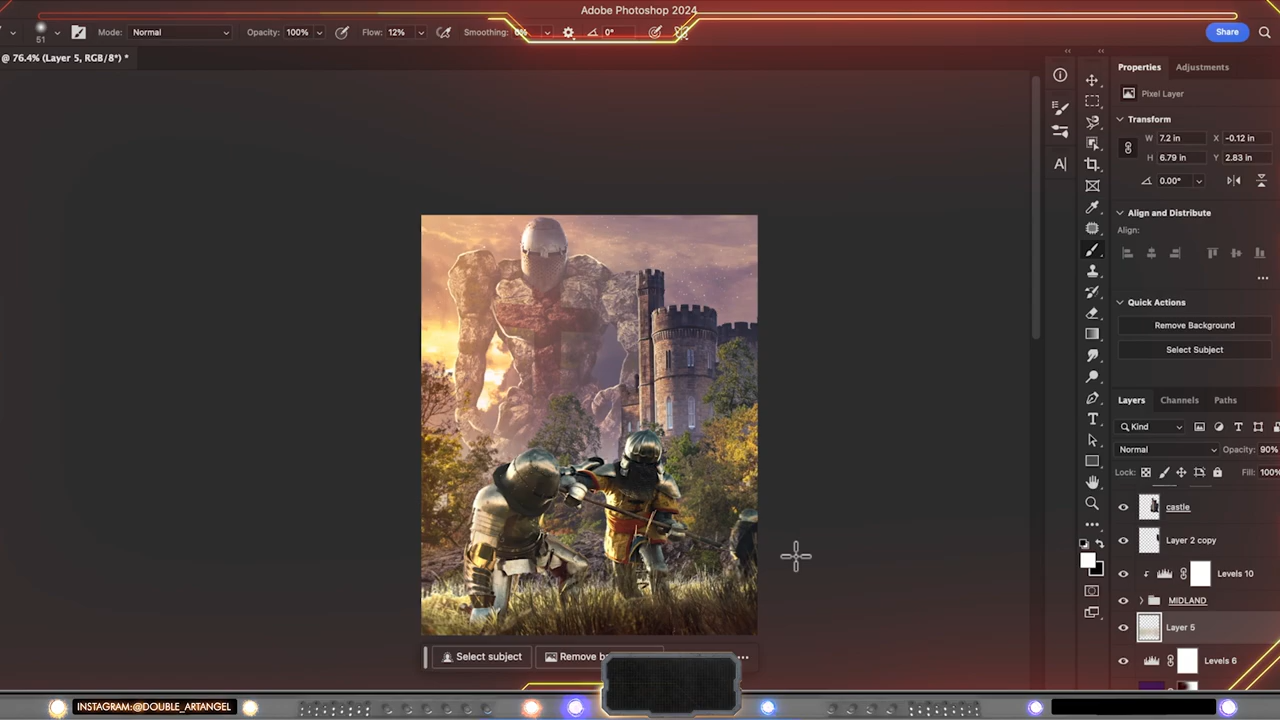 Adobe Photoshop 2024
51 Mode: Normal Opacity: 100% Flow: 12% Smoothing: 0° Share
@ 76.4% (Layer 5, RGB/8*) *
Properties Adjustments
Pixel Layer
Transform
W 7.2 in X -0.12 in
H 6.79 in Y 2.83 in
0.00°
Align and Distribute
Align:
Quick Actions
Remove Background
Select Subject
Layers Channels Paths
Kind
Normal Opacity: 90%
Lock: Fill: 100%
castle
Layer 2 copy
Levels 10
MIDLAND
Layer 5
Levels 6
Select subject Remove
INSTAGRAM:@DOUBLE_ARTANGEL